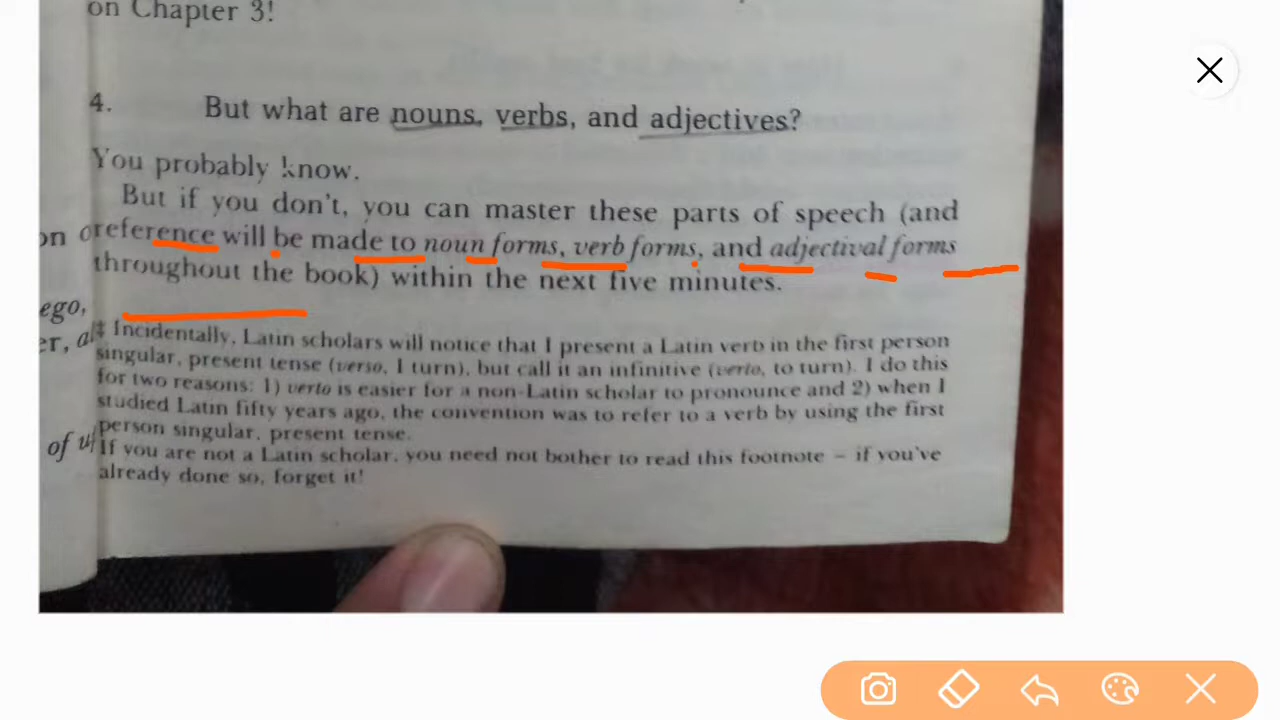 on Chapter 3!
4. But what are nouns, verbs, and adjectives?
You probably know.
But if you don't, you can master these parts of speech (and
reference will be made to noun forms, verb forms, and adjectival forms
throughout the book) within the next five minutes.
on
ego,
er, a
of u
‡ Incidentally, Latin scholars will notice that I present a Latin verb in the first person
singular, present tense (verso, I turn), but call it an infinitive (verto, to turn). I do this
for two reasons: 1) verto is easier for a non-Latin scholar to pronounce and 2) when I
studied Latin fifty years ago, the convention was to refer to a verb by using the first
person singular, present tense.
If you are not a Latin scholar, you need not bother to read this footnote – if you've
already done so, forget it!